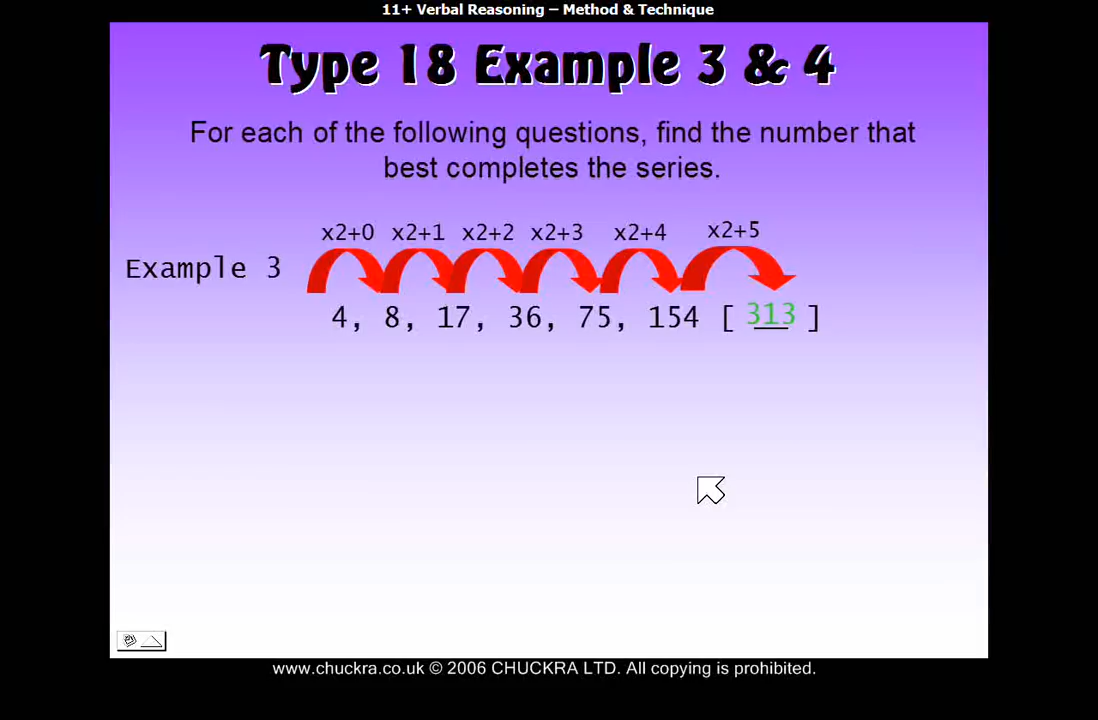 11+ Verbal Reasoning – Method & Technique
Type 18 Example 3 & 4
For each of the following questions, find the number that
best completes the series.
x2+0 x2+1 x2+2 x2+3 x2+4 x2+5
Example 3
4, 8, 17, 36, 75, 154 [ 313 ]
www.chuckra.co.uk © 2006 CHUCKRA LTD. All copying is prohibited.